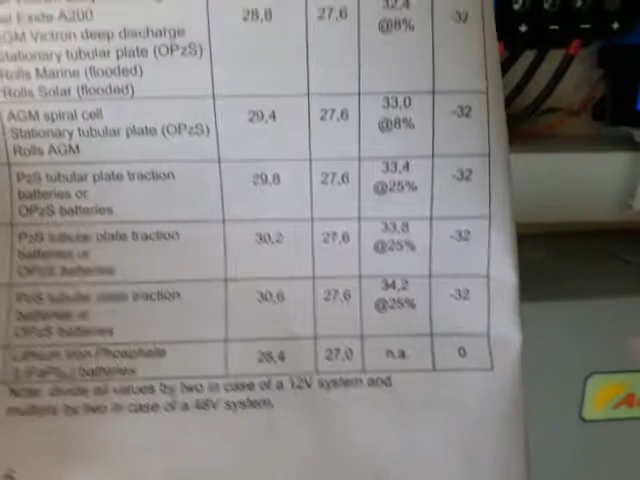 Exide A200
AGM Victron deep discharge
Stationary tubular plate (OPzS)
Rolls Marine (flooded)
Rolls Solar (flooded)
28,8 27,6 32,4 @8% -32
AGM spiral cell
Stationary tubular plate (OPzS)
Rolls AGM
29,4 27,6 33,0 @8% -32
PzS tubular plate traction
batteries or
OPzS batteries
29,8 27,6 33,4 @25% -32
PzS tubular plate traction
batteries or
OPzS batteries
30,2 27,6 33,8 @25% -32
PzS tubular plate traction
batteries or
OPzS batteries
30,6 27,6 34,2 @25% -32
Lithium Iron Phosphate
batteries
28,4 27,0 n.a. 0
Note: divide all values by two in case of a 12V system and
multiply by two in case of a 48V system.